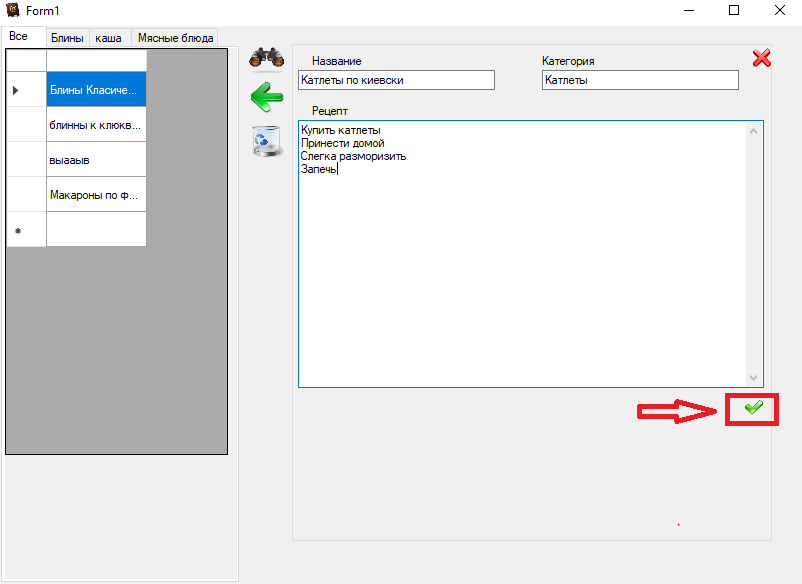 Form1
Все
Блины
каша
Мясные блюда
Блины Класиче...
блинны к клюкв...
выааыв
Макароны по ф...
Название
Категория
Катлеты по киевски
Катлеты
Рецепт
Купить катлеты
Принести домой
Слегка разморизить
Запечь